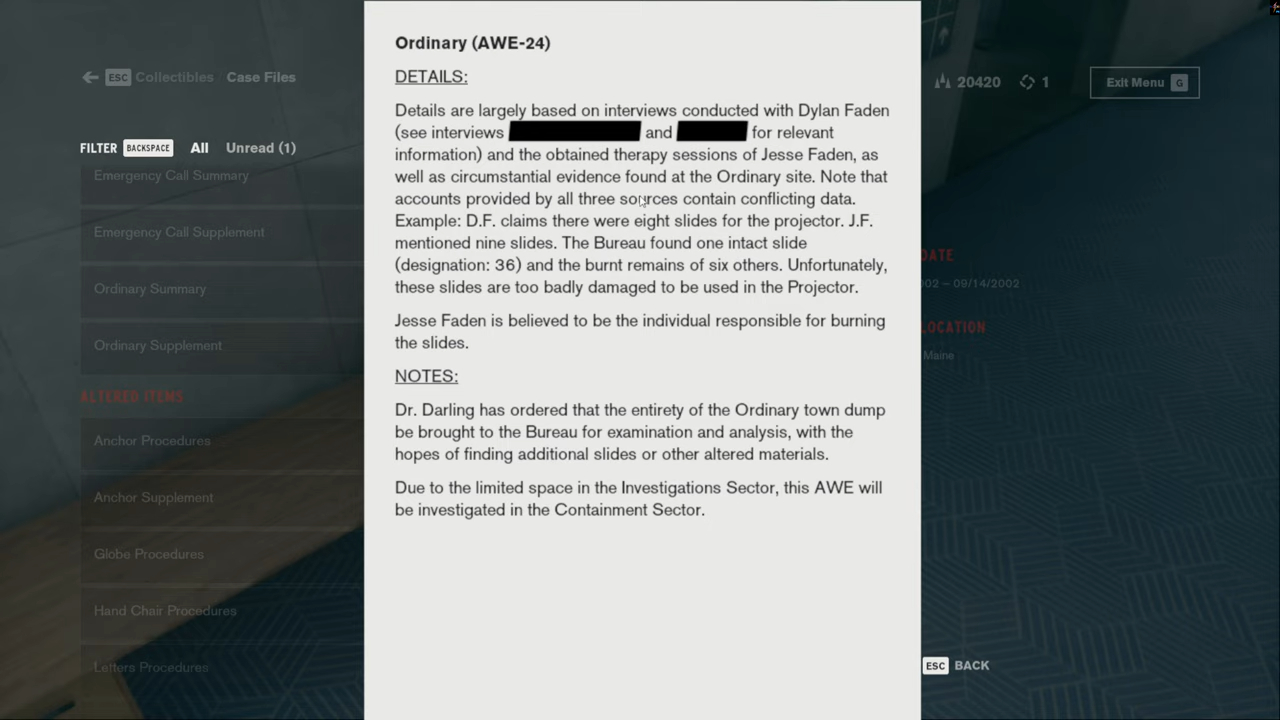 Ordinary (AWE-24)
ESC Collectibles Case Files
20420 1
Exit Menu G
DETAILS:
Details are largely based on interviews conducted with Dylan Faden
(see interviews and for relevant
information) and the obtained therapy sessions of Jesse Faden, as
well as circumstantial evidence found at the Ordinary site. Note that
accounts provided by all three sources contain conflicting data.
Example: D.F. claims there were eight slides for the projector. J.F.
mentioned nine slides. The Bureau found one intact slide
(designation: 36) and the burnt remains of six others. Unfortunately,
these slides are too badly damaged to be used in the Projector.
Jesse Faden is believed to be the individual responsible for burning
the slides.
NOTES:
Dr. Darling has ordered that the entirety of the Ordinary town dump
be brought to the Bureau for examination and analysis, with the
hopes of finding additional slides or other altered materials.
Due to the limited space in the Investigations Sector, this AWE will
be investigated in the Containment Sector.
FILTER BACKSPACE All Unread (1)
Emergency Call Summary
Emergency Call Supplement
Ordinary Summary
Ordinary Supplement
ALTERED ITEMS
Anchor Procedures
Anchor Supplement
Globe Procedures
Hand Chair Procedures
Letters Procedures
DATE
002 – 09/14/2002
LOCATION
Maine
ESC BACK